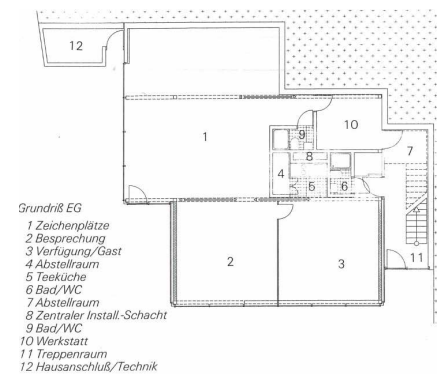 12
1
10
9
7
8
4
5
6
2
3
11
Grundriß EG
1 Zeichenplätze
2 Besprechung
3 Verfügung/Gast
4 Abstellraum
5 Teeküche
6 Bad/WC
7 Abstellraum
8 Zentraler Install.-Schacht
9 Bad/WC
10 Werkstatt
11 Treppenraum
12 Hausanschluß/Technik